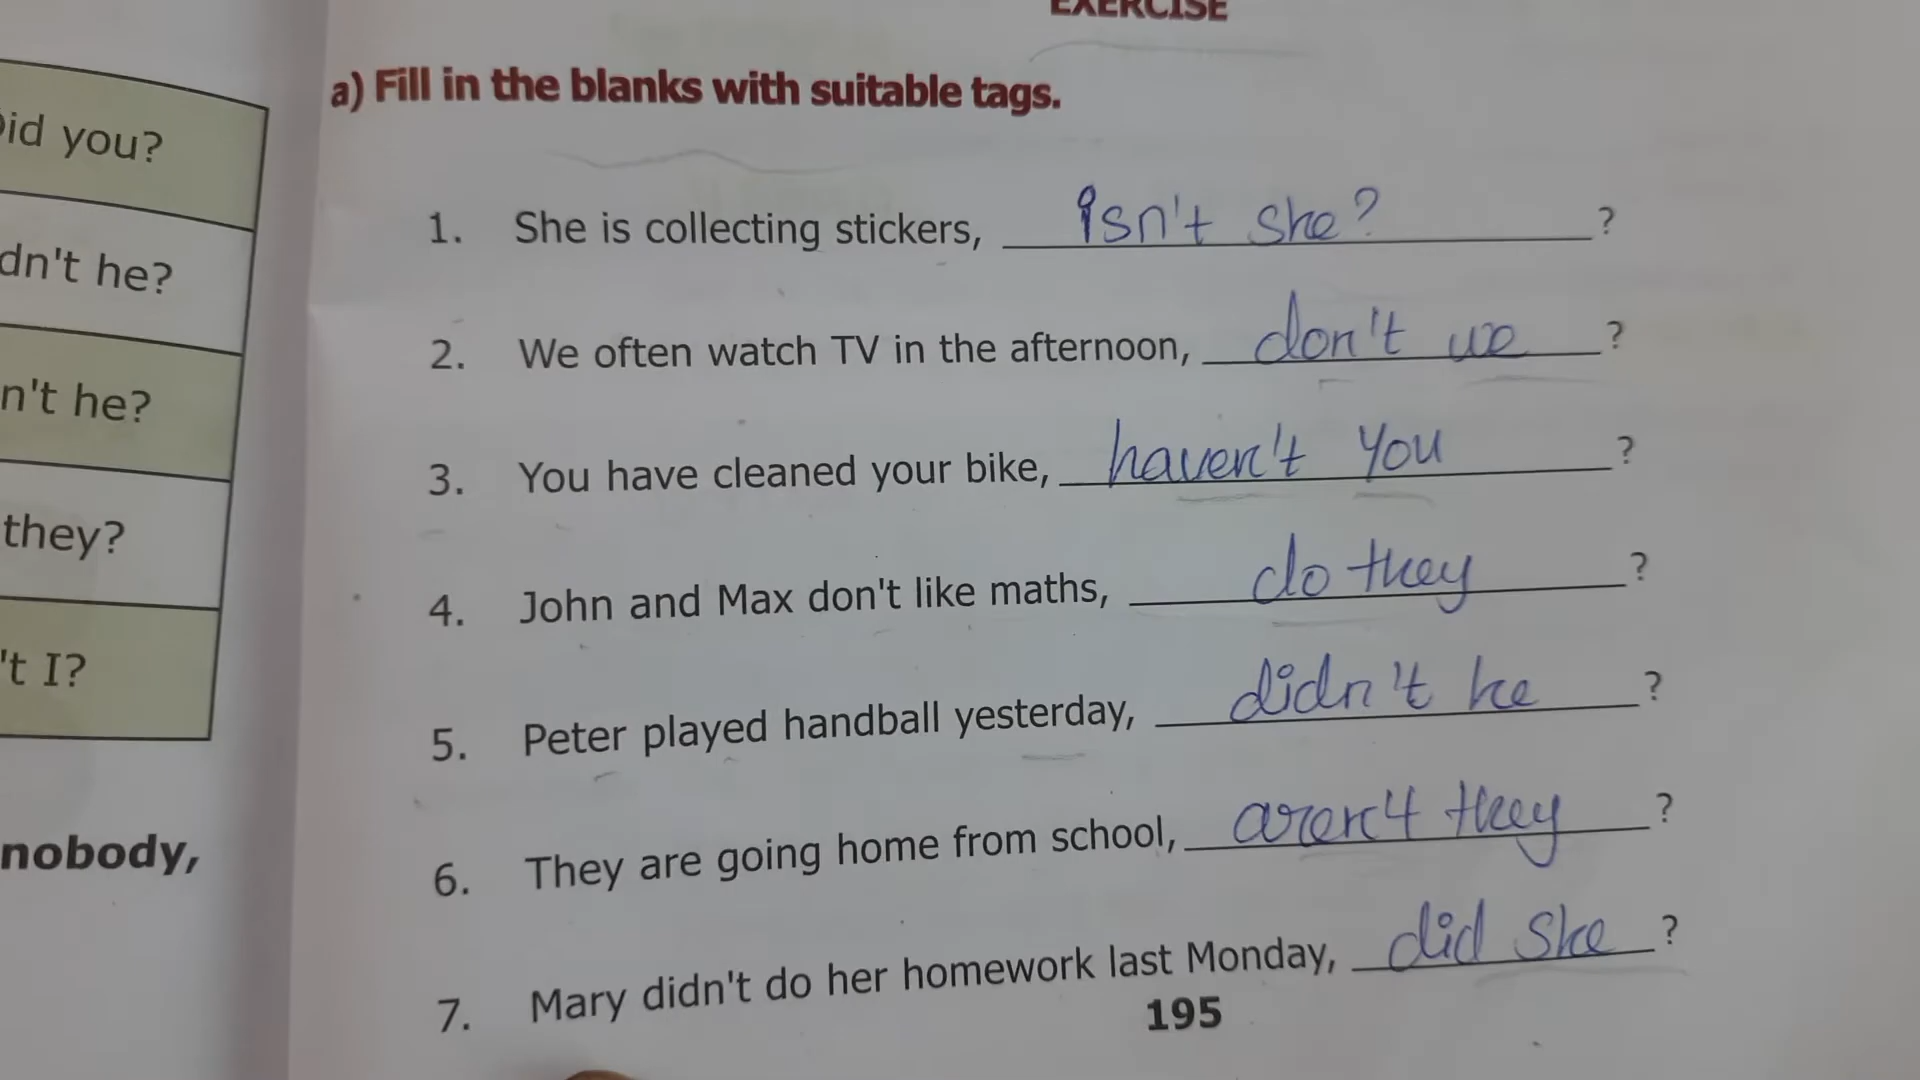 EXERCISE
a) Fill in the blanks with suitable tags.
1. She is collecting stickers, isn't she? ?
2. We often watch TV in the afternoon, don't we ?
3. You have cleaned your bike, haven't you ?
4. John and Max don't like maths, do they ?
5. Peter played handball yesterday, didn't he ?
6. They are going home from school, aren't they ?
7. Mary didn't do her homework last Monday, did she ?
195
id you?
dn't he?
n't he?
they?
't I?
nobody,